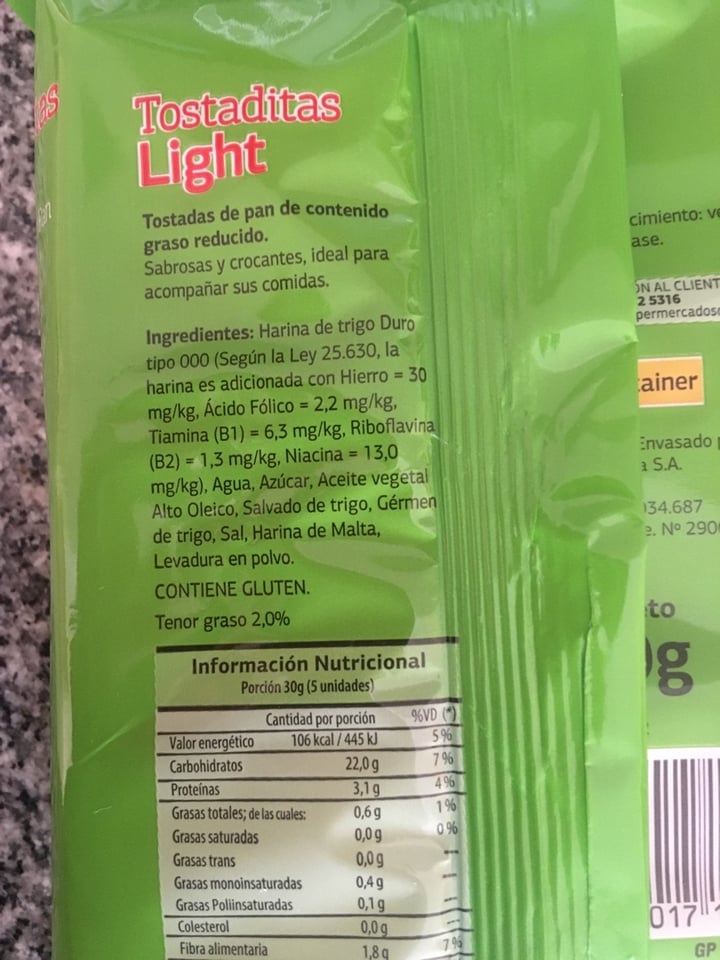 Tostaditas
Light
Tostadas de pan de contenido
graso reducido.
Sabrosas y crocantes, ideal para
acompañar sus comidas.
Ingredientes: Harina de trigo Duro
tipo 000 (Según la Ley 25.630, la
harina es adicionada con Hierro = 30
mg/kg, Ácido Fólico = 2,2 mg/kg,
Tiamina (B1) = 6,3 mg/kg, Riboflavina
(B2) = 1,3 mg/kg, Niacina = 13,0
mg/kg), Agua, Azúcar, Aceite vegetal
Alto Oleico, Salvado de trigo, Gérmen
de trigo, Sal, Harina de Malta,
Levadura en polvo.
CONTIENE GLUTEN.
Tenor graso 2,0%
Información Nutricional
Porción 30g (5 unidades)
Cantidad por porción %VD (*)
Valor energético 106 kcal / 445 kJ 5%
Carbohidratos 22,0 g 7%
Proteínas 3,1 g 4%
Grasas totales; de las cuales: 0,6 g 1%
Grasas saturadas 0,0 g 0%
Grasas trans 0,0 g --
Grasas monoinsaturadas 0,4 g --
Grasas Poliinsaturadas 0,1 g --
Colesterol 0,0 g --
Fibra alimentaria 1,8 g 7%
cimiento: ve
ase.
ÓN AL CLIENT
2 5316
permercados
tainer
Envasado
a S.A.
034.687
e. Nº 290
to
0g
017
GP